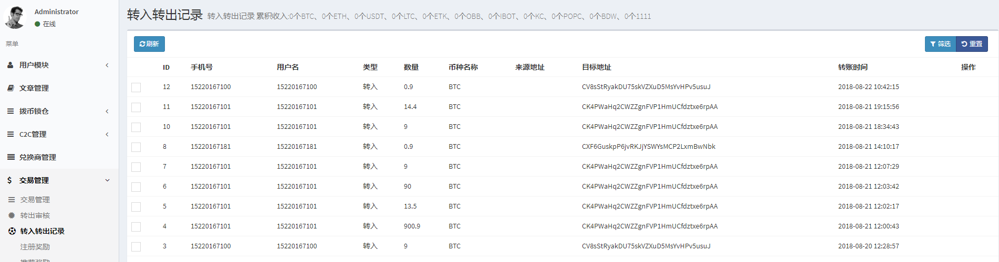 Administrator
在线
菜单
用户模块
文章管理
拨币锁仓
C2C管理
兑换商管理
交易管理
交易管理
转出审核
转入转出记录
注册奖励
推荐奖励
转入转出记录 转入转出记录 累积收入:0个BTC、0个ETH、0个USDT、0个LTC、0个ETK、0个OBB、0个IBOT、0个KC、0个POPC、0个BDW、0个1111
刷新 筛选 重置
ID 手机号 用户名 类型 数量 币种名称 来源地址 目标地址 转账时间 操作
12 15220167100 15220167100 转入 0.9 BTC CV8sStRyakDU75skVZXuD5MsYvHPv5usuJ 2018-08-22 10:42:15
11 15220167101 15220167101 转入 14.4 BTC CK4PWaHq2CWZZgnFVP1HmUCfdztxe6rpAA 2018-08-21 19:15:56
10 15220167101 15220167101 转入 9 BTC CK4PWaHq2CWZZgnFVP1HmUCfdztxe6rpAA 2018-08-21 18:34:43
8 15220167181 15220167181 转入 0.9 BTC CXF6GuskpP6jvRKJjYSWYsMCP2LxmBwNbk 2018-08-21 14:10:17
7 15220167101 15220167101 转入 9 BTC CK4PWaHq2CWZZgnFVP1HmUCfdztxe6rpAA 2018-08-21 12:07:29
6 15220167101 15220167101 转入 90 BTC CK4PWaHq2CWZZgnFVP1HmUCfdztxe6rpAA 2018-08-21 12:03:42
5 15220167101 15220167101 转入 13.5 BTC CK4PWaHq2CWZZgnFVP1HmUCfdztxe6rpAA 2018-08-21 12:02:17
4 15220167101 15220167101 转入 900.9 BTC CK4PWaHq2CWZZgnFVP1HmUCfdztxe6rpAA 2018-08-21 12:00:43
3 15220167100 15220167100 转入 9 BTC CV8sStRyakDU75skVZXuD5MsYvHPv5usuJ 2018-08-20 12:28:57